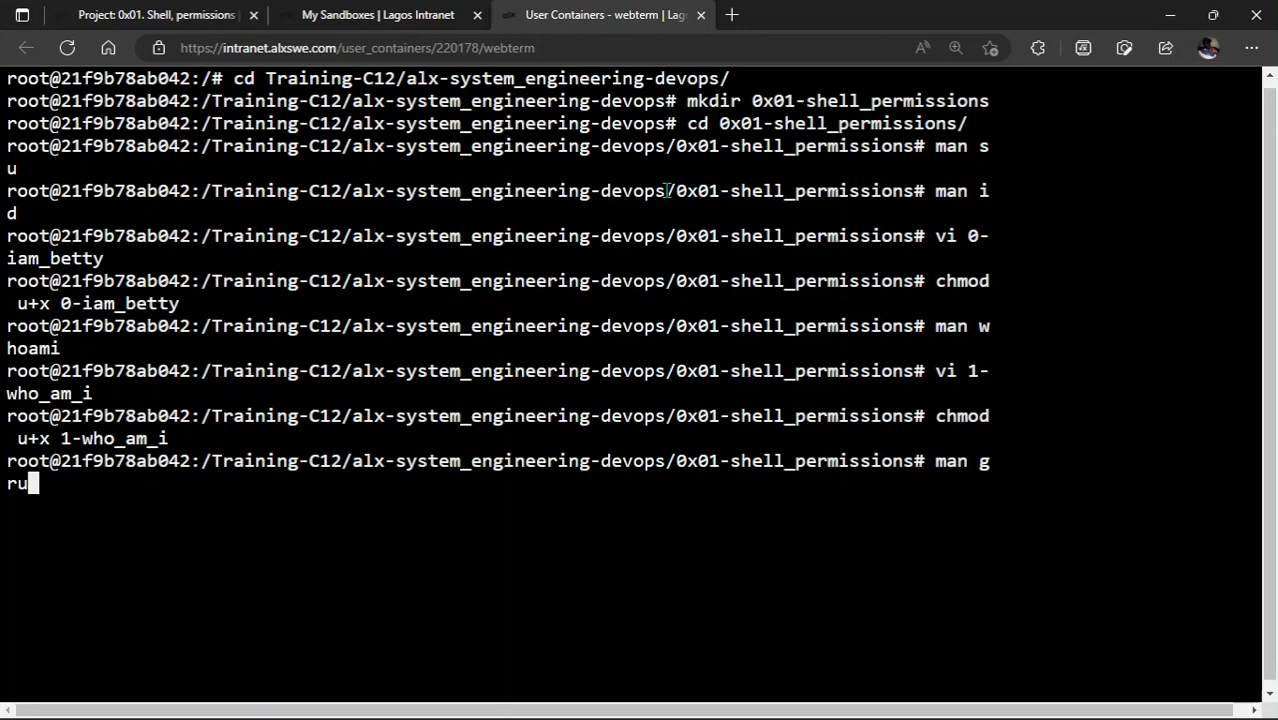 Project: 0x01. Shell, permissions
My Sandboxes | Lagos Intranet
User Containers - webterm | Lag
https://intranet.alxswe.com/user_containers/220178/webterm
root@21f9b78ab042:/# cd Training-C12/alx-system_engineering-devops/
root@21f9b78ab042:/Training-C12/alx-system_engineering-devops# mkdir 0x01-shell_permissions
root@21f9b78ab042:/Training-C12/alx-system_engineering-devops# cd 0x01-shell_permissions/
root@21f9b78ab042:/Training-C12/alx-system_engineering-devops/0x01-shell_permissions# man s
u
root@21f9b78ab042:/Training-C12/alx-system_engineering-devops/0x01-shell_permissions# man i
d
root@21f9b78ab042:/Training-C12/alx-system_engineering-devops/0x01-shell_permissions# vi 0-
iam_betty
root@21f9b78ab042:/Training-C12/alx-system_engineering-devops/0x01-shell_permissions# chmod
 u+x 0-iam_betty
root@21f9b78ab042:/Training-C12/alx-system_engineering-devops/0x01-shell_permissions# man w
hoami
root@21f9b78ab042:/Training-C12/alx-system_engineering-devops/0x01-shell_permissions# vi 1-
who_am_i
root@21f9b78ab042:/Training-C12/alx-system_engineering-devops/0x01-shell_permissions# chmod
 u+x 1-who_am_i
root@21f9b78ab042:/Training-C12/alx-system_engineering-devops/0x01-shell_permissions# man g
ru